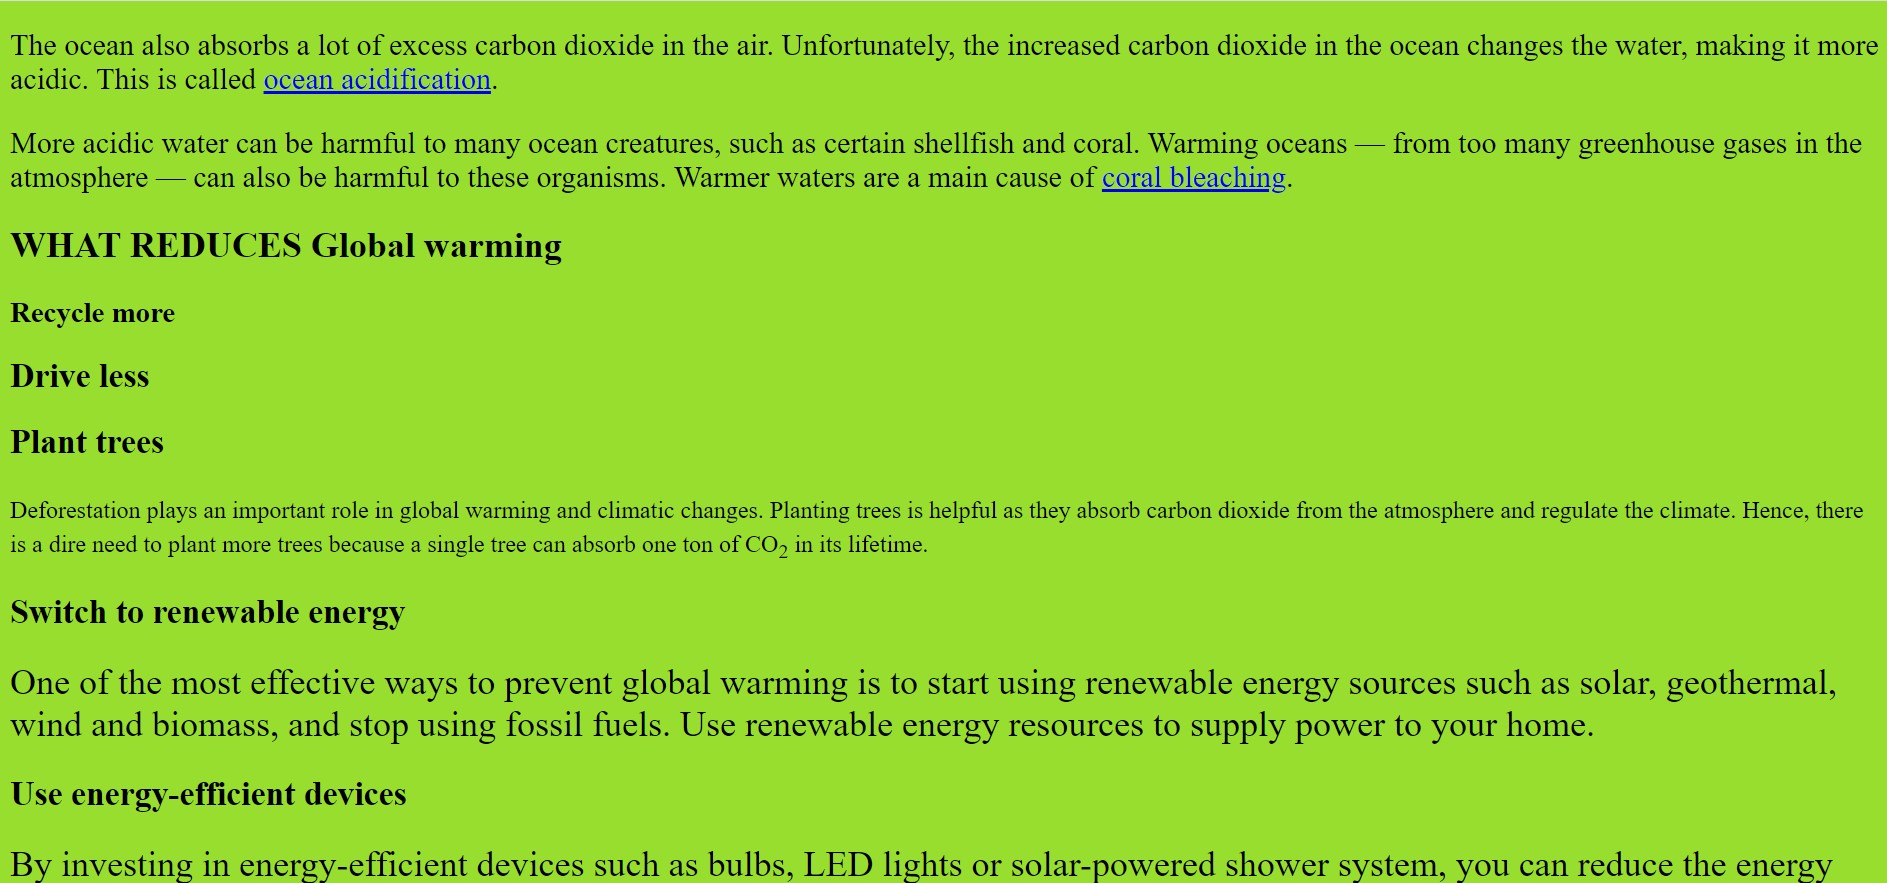 The ocean also absorbs a lot of excess carbon dioxide in the air. Unfortunately, the increased carbon dioxide in the ocean changes the water, making it more
acidic. This is called ocean acidification.
More acidic water can be harmful to many ocean creatures, such as certain shellfish and coral. Warming oceans — from too many greenhouse gases in the
atmosphere — can also be harmful to these organisms. Warmer waters are a main cause of coral bleaching.
WHAT REDUCES Global warming
Recycle more
Drive less
Plant trees
Deforestation plays an important role in global warming and climatic changes. Planting trees is helpful as they absorb carbon dioxide from the atmosphere and regulate the climate. Hence, there
is a dire need to plant more trees because a single tree can absorb one ton of CO₂ in its lifetime.
Switch to renewable energy
One of the most effective ways to prevent global warming is to start using renewable energy sources such as solar, geothermal,
wind and biomass, and stop using fossil fuels. Use renewable energy resources to supply power to your home.
Use energy-efficient devices
By investing in energy-efficient devices such as bulbs, LED lights or solar-powered shower system, you can reduce the energy